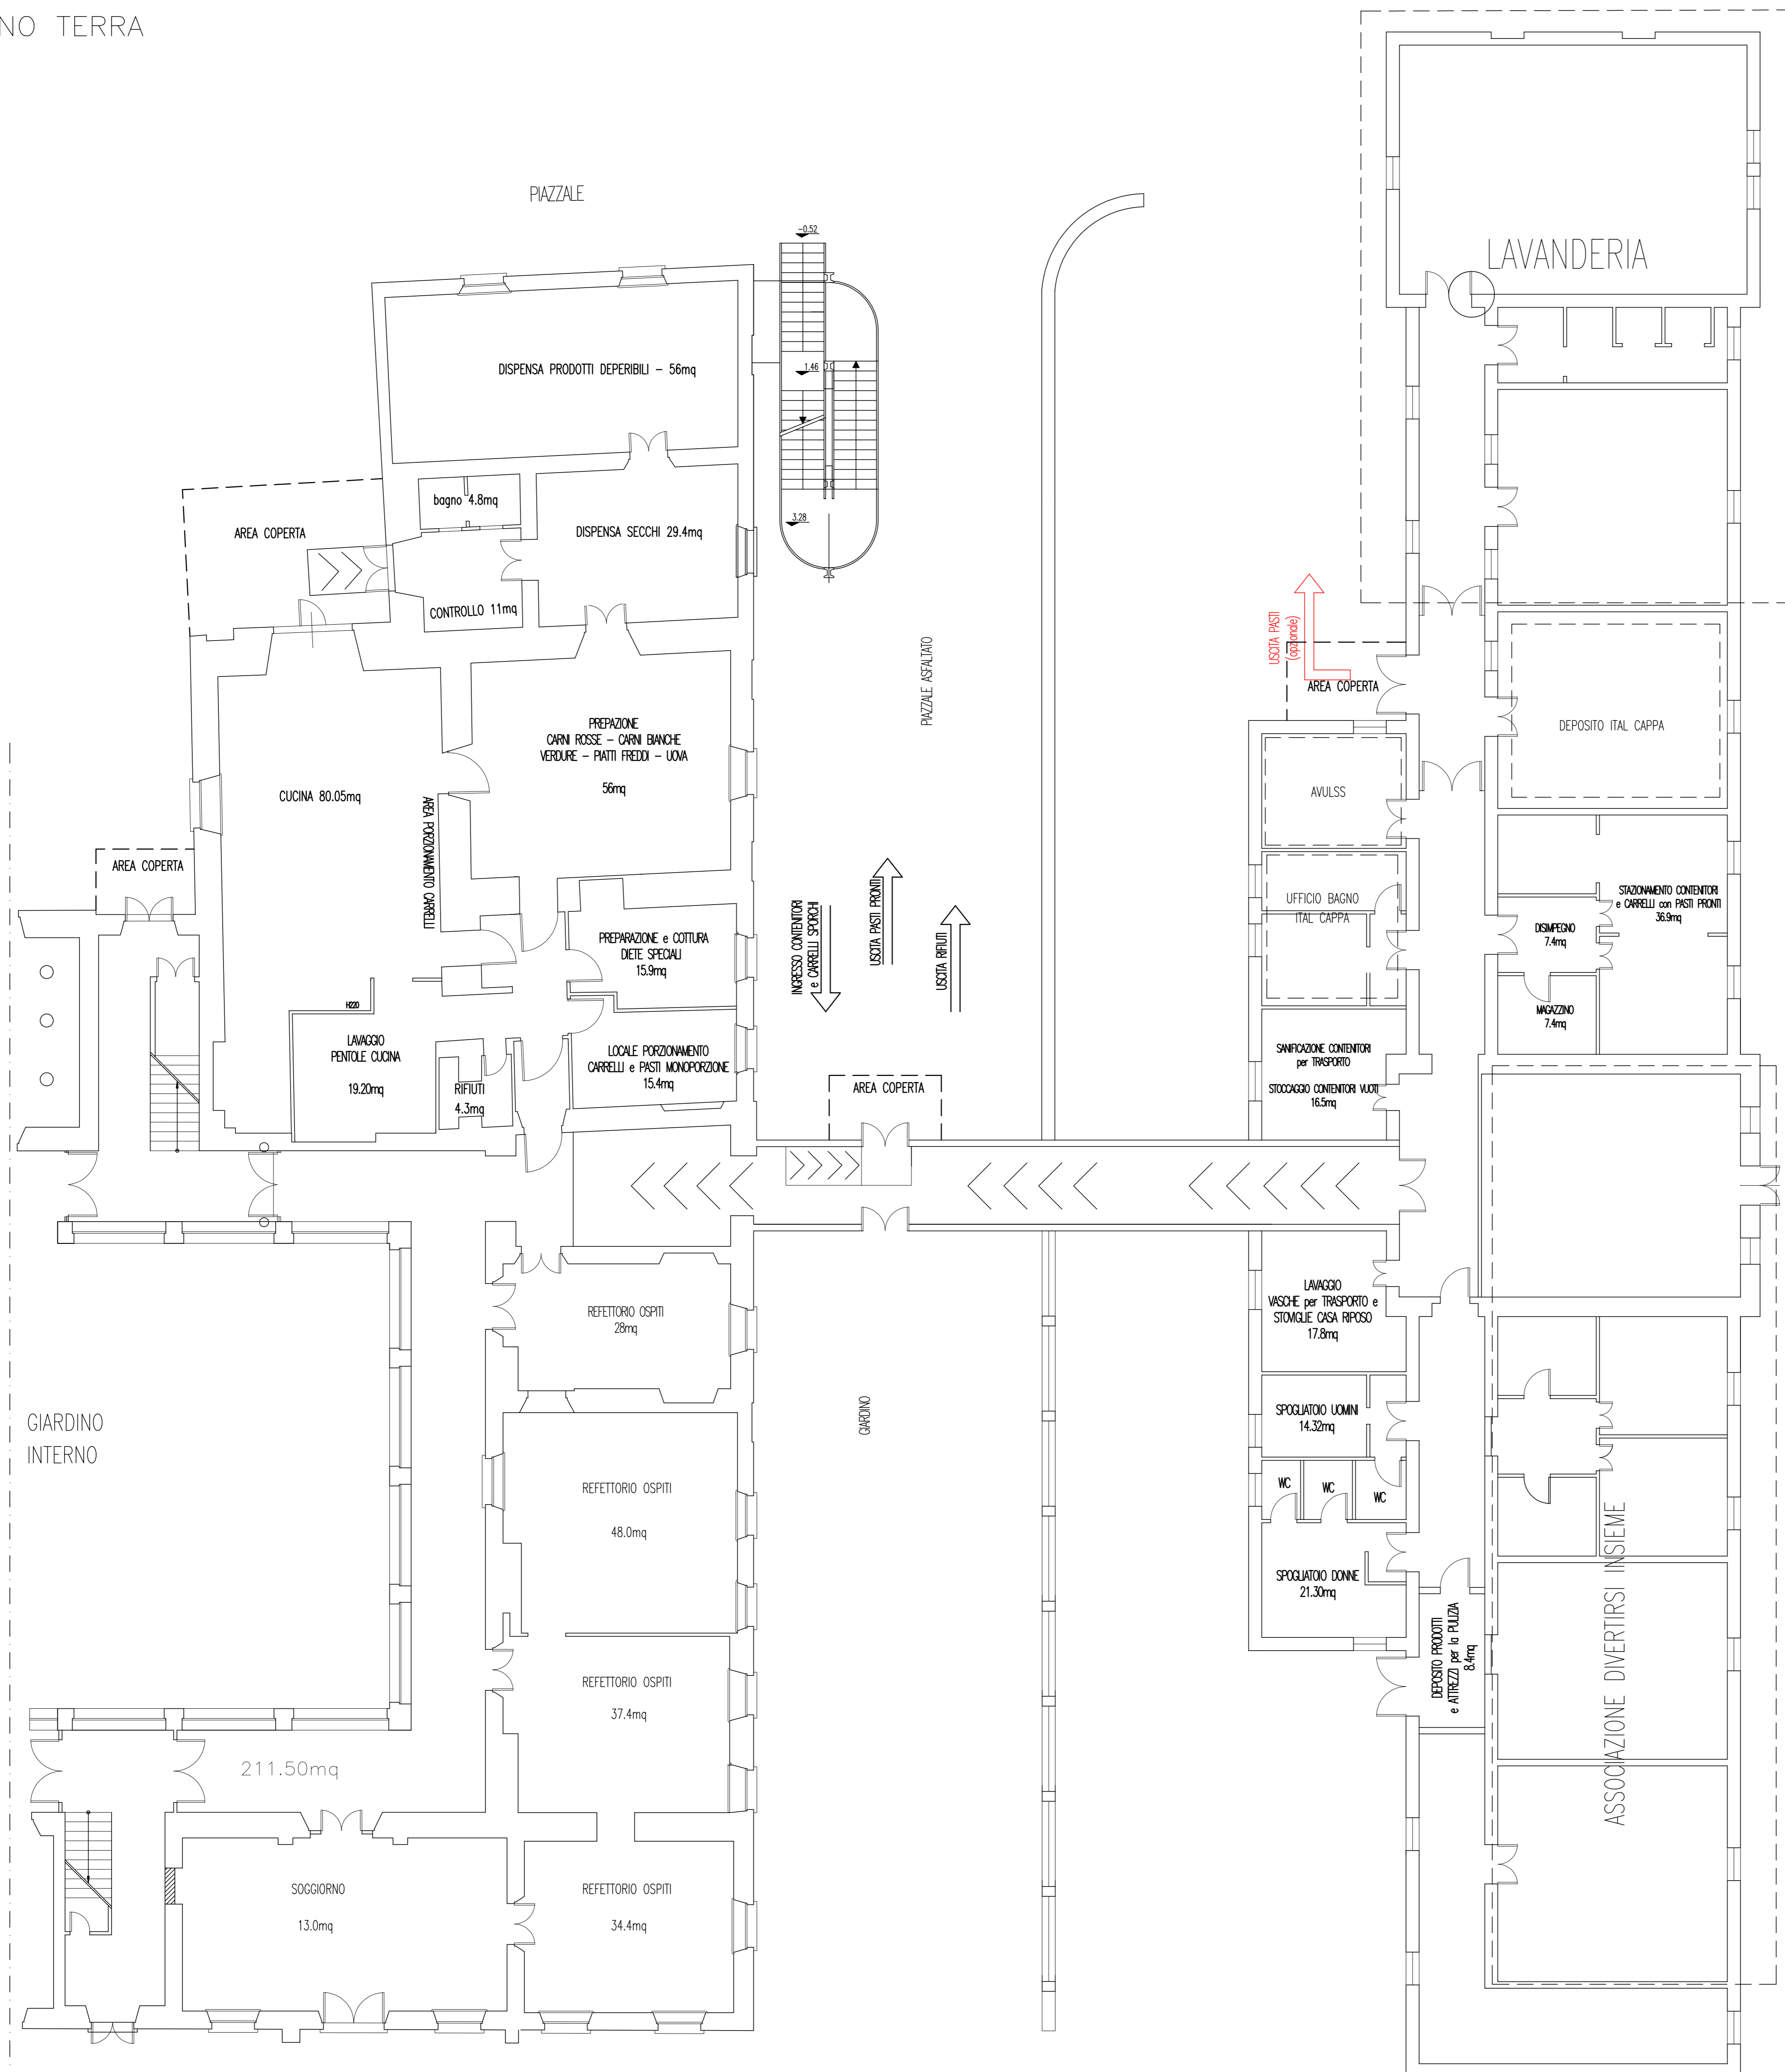 NO TERRA
PIAZZALE
LAVANDERIA
-0.52
1.46
3.28
DISPENSA PRODOTTI DEPERIBILI - 56mq
bagno 4.8mq
AREA COPERTA
DISPENSA SECCHI 29.4mq
CONTROLLO 11mq
PIAZZALE ASFALTATO
USCITA PASTI
(opzionale)
AREA COPERTA
DEPOSITO ITAL CAPPA
PREPAZIONE
CARNI ROSSE - CARNI BIANCHE
VERDURE - PIATTI FREDDI - UOVA
56mq
CUCINA 80.05mq
AREA PORZIONAMENTO CARRELLI
AVULSS
AREA COPERTA
UFFICIO BAGNO
ITAL CAPPA
STAZIONAMENTO CONTENITORI
e CARRELLI con PASTI PRONTI
36.9mq
DISIMPEGNO
7.4mq
MAGAZZINO
7.4mq
PREPARAZIONE e COTTURA
DIETE SPECIALI
15.9mq
INGRESSO CONTENITORI
e CARRELLI SPORCHI
USCITA PASTI PRONTI
USCITA RIFIUTI
H220
LAVAGGIO
PENTOLE CUCINA
19.20mq
RIFIUTI
4.3mq
LOCALE PORZIONAMENTO
CARRELLI e PASTI MONOPORZIONE
15.4mq
AREA COPERTA
SANIFICAZIONE CONTENITORI
per TRASPORTO
STOCCAGGIO CONTENITORI VUOTI
16.5mq
REFETTORIO OSPITI
28mq
LAVAGGIO
VASCHE per TRASPORTO e
STOVIGLIE CASA RIPOSO
17.8mq
GIARDINO
INTERNO
GIARDINO
SPOGLIATOIO UOMINI
14.32mq
WC
WC
WC
REFETTORIO OSPITI
48.0mq
SPOGLIATOIO DONNE
21.30mq
DEPOSITO PRODOTTI
e ATTREZZI per la PULIZIA
8.4mq
ASSOCIAZIONE DIVERTIRSI INSIEME
REFETTORIO OSPITI
37.4mq
211.50mq
SOGGIORNO
13.0mq
REFETTORIO OSPITI
34.4mq